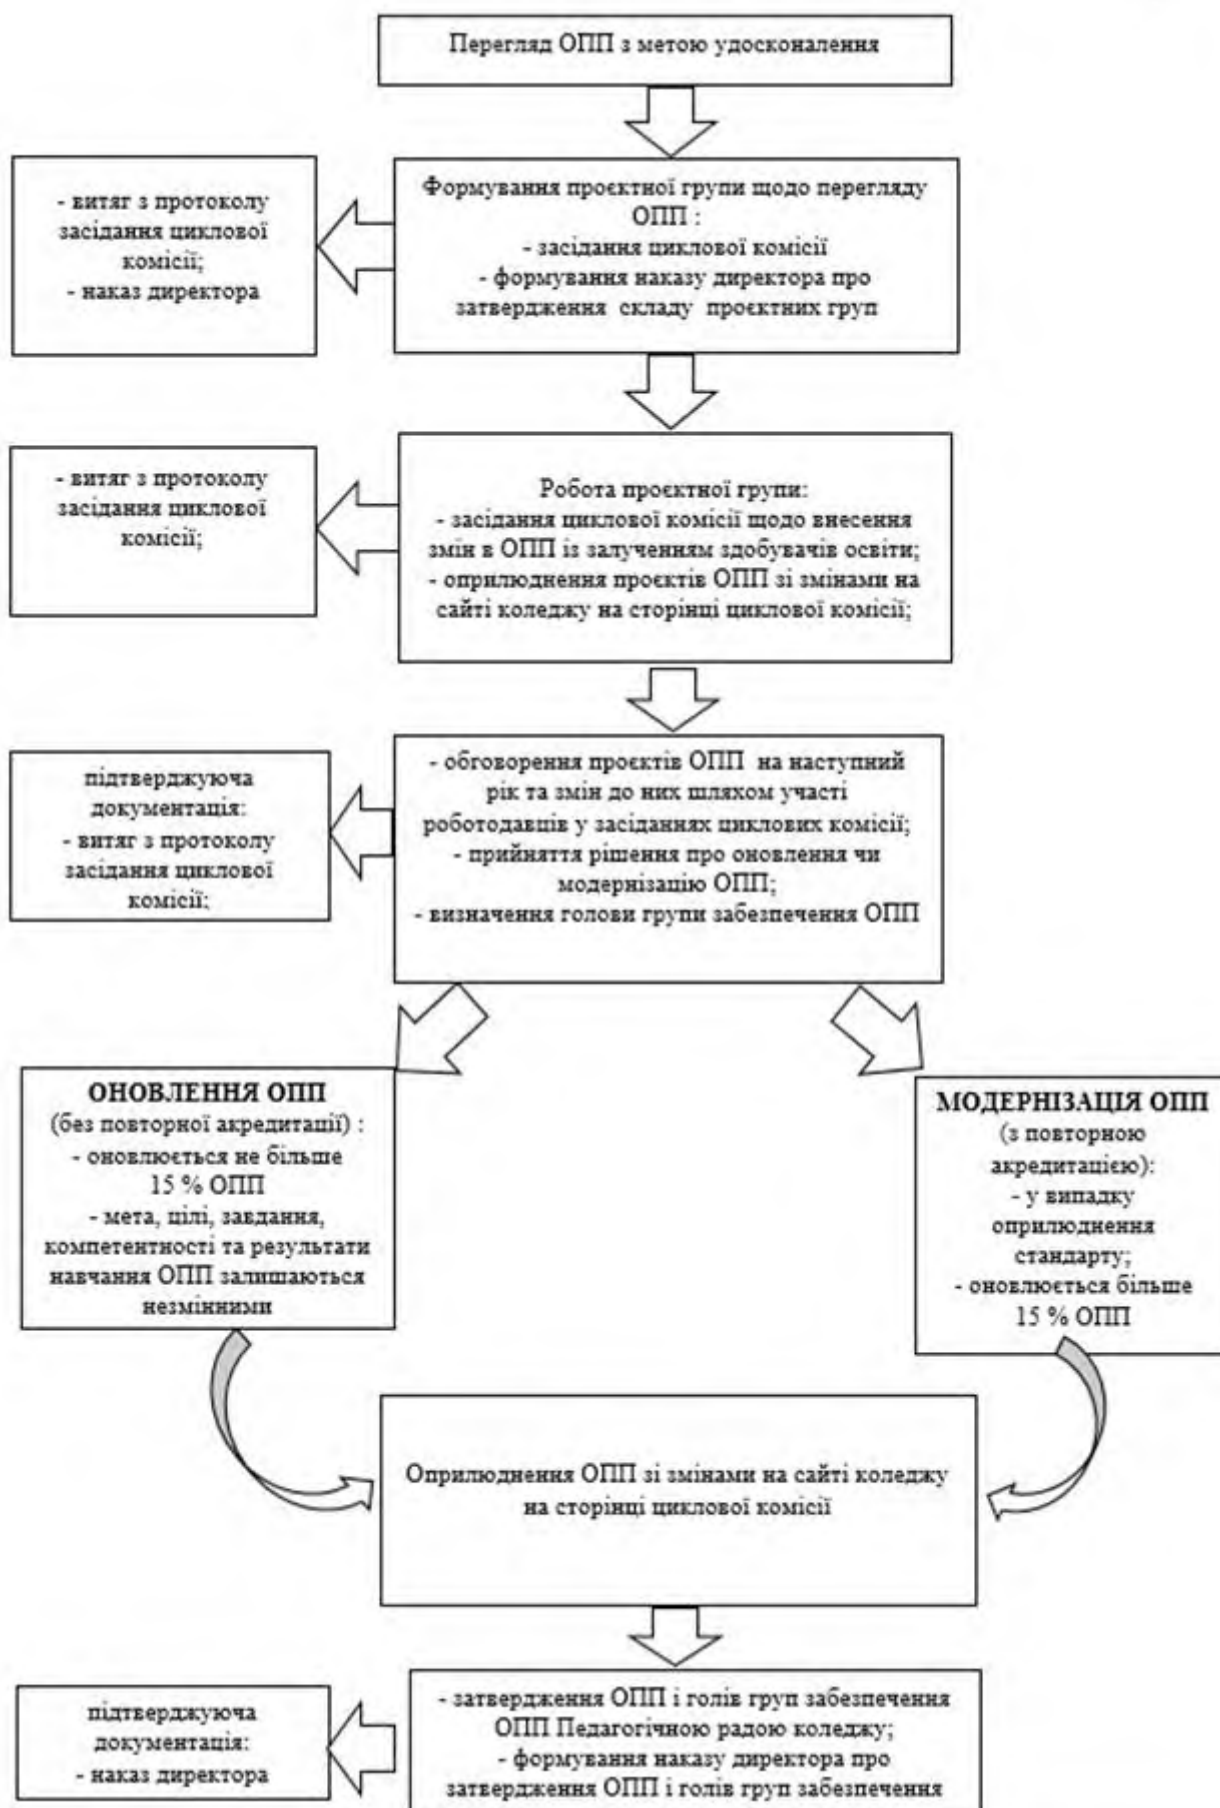 Перегляд ОПП з метою удосконалення
Формування проєктної групи щодо перегляду
ОПП :
- засідання циклової комісії
- формування наказу директора про
затвердження складу проєктних груп
- витяг з протоколу
засідання циклової
комісії;
- наказ директора
Робота проєктної групи:
- засідання циклової комісії щодо внесення
змін в ОПП із залученням здобувачів освіти;
- оприлюднення проєктів ОПП зі змінами на
сайті коледжу на сторінці циклової комісії;
- витяг з протоколу
засідання циклової
комісії;
- обговорення проєктів ОПП на наступний
рік та змін до них шляхом участі
роботодавців у засіданнях циклових комісії;
- прийняття рішення про оновлення чи
модернізацію ОПП;
- визначення голови групи забезпечення ОПП
підтверджуюча
документація:
- витяг з протоколу
засідання циклової
комісії;
ОНОВЛЕННЯ ОПП
(без повторної акредитації) :
- оновлюється не більше
15 % ОПП
- мета, цілі, завдання,
компетентності та результати
навчання ОПП залишаються
незмінними
МОДЕРНІЗАЦІЯ ОПП
(з повторною
акредитацією):
- у випадку
оприлюднення
стандарту;
- оновлюється більше
15 % ОПП
Оприлюднення ОПП зі змінами на сайті коледжу
на сторінці циклової комісії
- затвердження ОПП і голів груп забезпечення
ОПП Педагогічною радою коледжу;
- формування наказу директора про
затвердження ОПП і голів груп забезпечення
підтверджуюча
документація:
- наказ директора